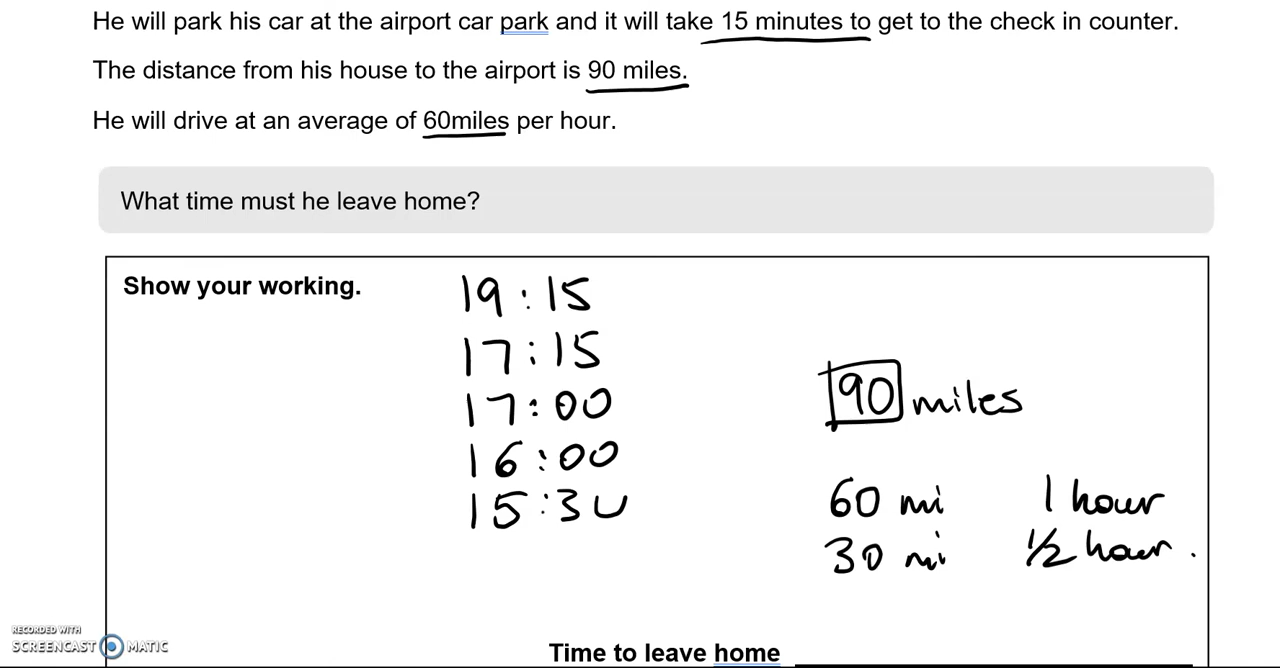 He will park his car at the airport car park and it will take 15 minutes to get to the check in counter.
The distance from his house to the airport is 90 miles.
He will drive at an average of 60miles per hour.
What time must he leave home?
Show your working.
19:15
17:15
17:00
16:00
15:30
90 miles
60 mi 1 hour
30 mi 1/2 hour.
Time to leave home
RECORDED WITH
SCREENCAST MATIC